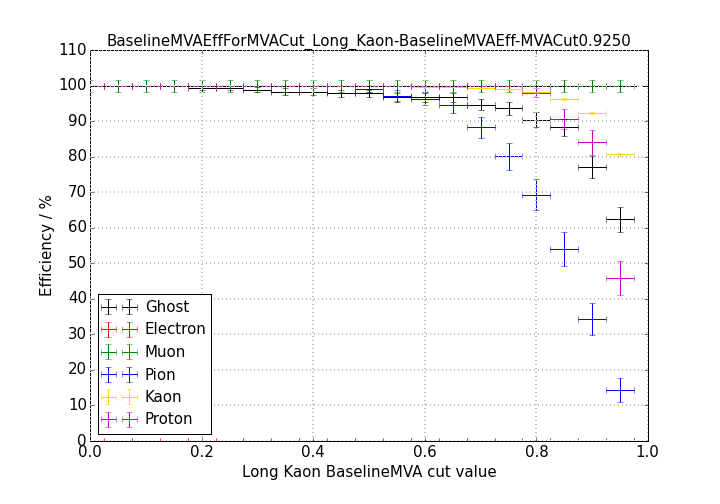 BaselineMVAEffForMVACut_Long_Kaon-BaselineMVAEff-MVACut0.9250
110
100
90
80
70
60
50
40
30
20
10
0
Efficiency / %
Ghost
Electron
Muon
Pion
Kaon
Proton
0.0 0.2 0.4 0.6 0.8 1.0
Long Kaon BaselineMVA cut value